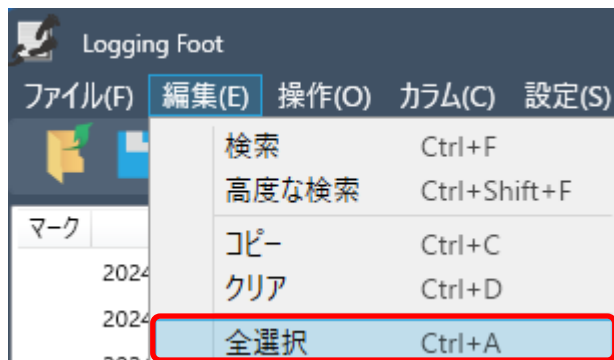 Logging Foot
ファイル(F) 編集(E) 操作(O) カラム(C) 設定(S)
検索 Ctrl+F
高度な検索 Ctrl+Shift+F
マーク
コピー Ctrl+C
2024
クリア Ctrl+D
2024
全選択 Ctrl+A